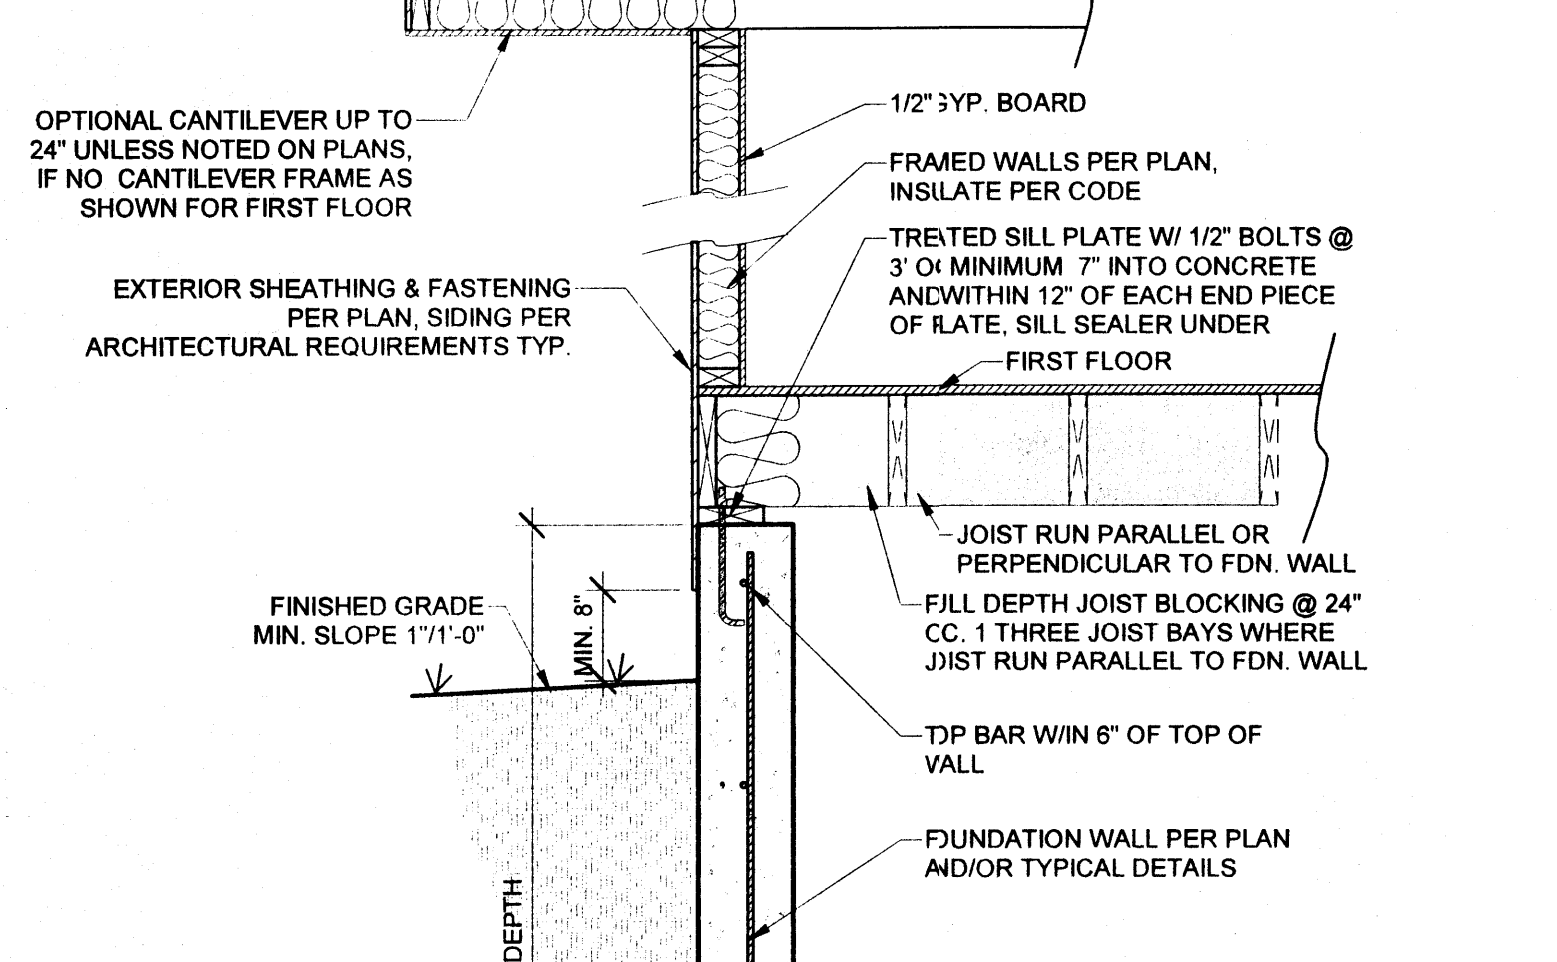 OPTIONAL CANTILEVER UP TO
24" UNLESS NOTED ON PLANS,
IF NO CANTILEVER FRAME AS
SHOWN FOR FIRST FLOOR
EXTERIOR SHEATHING & FASTENING
PER PLAN, SIDING PER
ARCHITECTURAL REQUIREMENTS TYP.
FINISHED GRADE
MIN. SLOPE 1"/1'-0"
MIN. 8"
DEPTH
1/2" GYP. BOARD
FRAMED WALLS PER PLAN,
INSULATE PER CODE
TREATED SILL PLATE W/ 1/2" BOLTS @
3' OC MINIMUM 7" INTO CONCRETE
AND WITHIN 12" OF EACH END PIECE
OF PLATE, SILL SEALER UNDER
FIRST FLOOR
JOIST RUN PARALLEL OR
PERPENDICULAR TO FDN. WALL
FULL DEPTH JOIST BLOCKING @ 24"
OC. 1 THREE JOIST BAYS WHERE
JOIST RUN PARALLEL TO FDN. WALL
TOP BAR W/IN 6" OF TOP OF
WALL
FOUNDATION WALL PER PLAN
AND/OR TYPICAL DETAILS